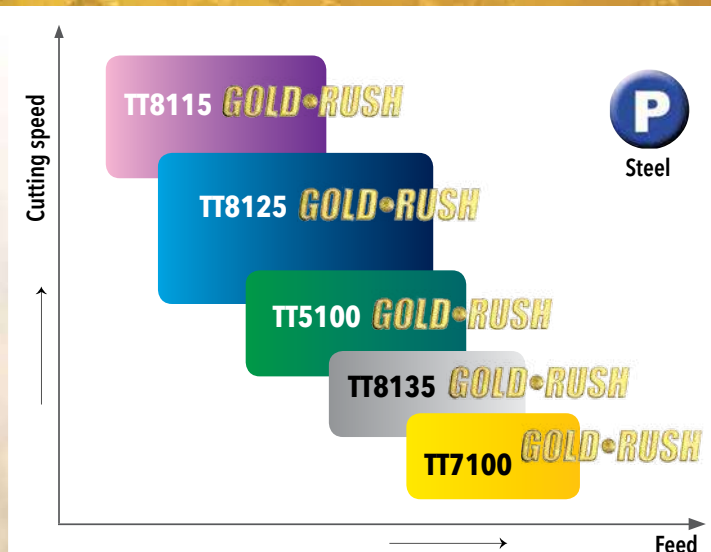 Cutting speed
TT8115 GOLD•RUSH
P
Steel
TT8125 GOLD•RUSH
TT5100 GOLD•RUSH
TT8135 GOLD•RUSH
TT7100 GOLD•RUSH
Feed